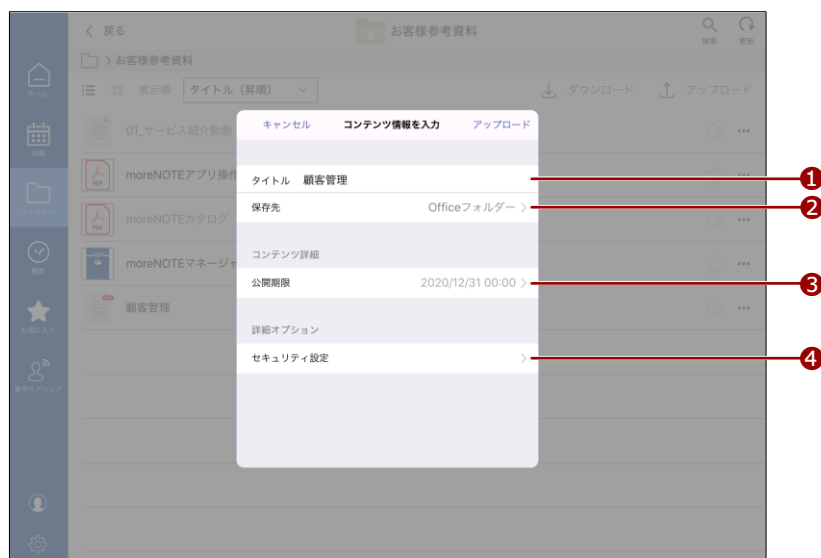 戻る
お客様参考資料
検索
更新
> お客様参考資料
ホーム
表示順 タイトル（昇順）
ダウンロード
アップロード
会議
01_サービス紹介動画
キャンセル
コンテンツ情報を入力
アップロード
PDF
moreNOTEアプリ操作
タイトル 顧客管理
1
フォルダー
保存先
Officeフォルダー >
2
PDF
moreNOTEカタログ
コンテンツ詳細
履歴
moreNOTEマネージャ
公開期限
2020/12/31 00:00 >
3
お気に入り
顧客管理
詳細オプション
セキュリティ設定 >
4
番号ペアリング